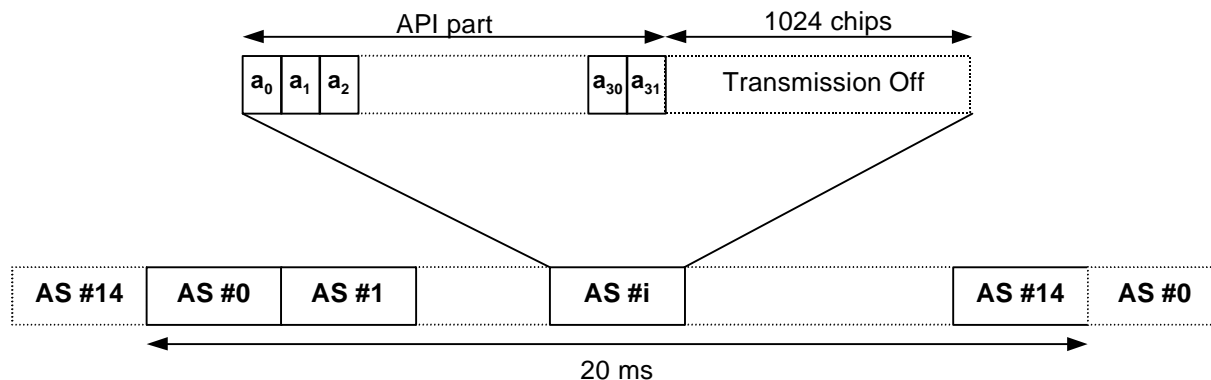 API part 1024 chips
a₀ a₁ a₂ a₃₀ a₃₁ Transmission Off
AS #14 AS #0 AS #1 AS #i AS #14 AS #0
20 ms